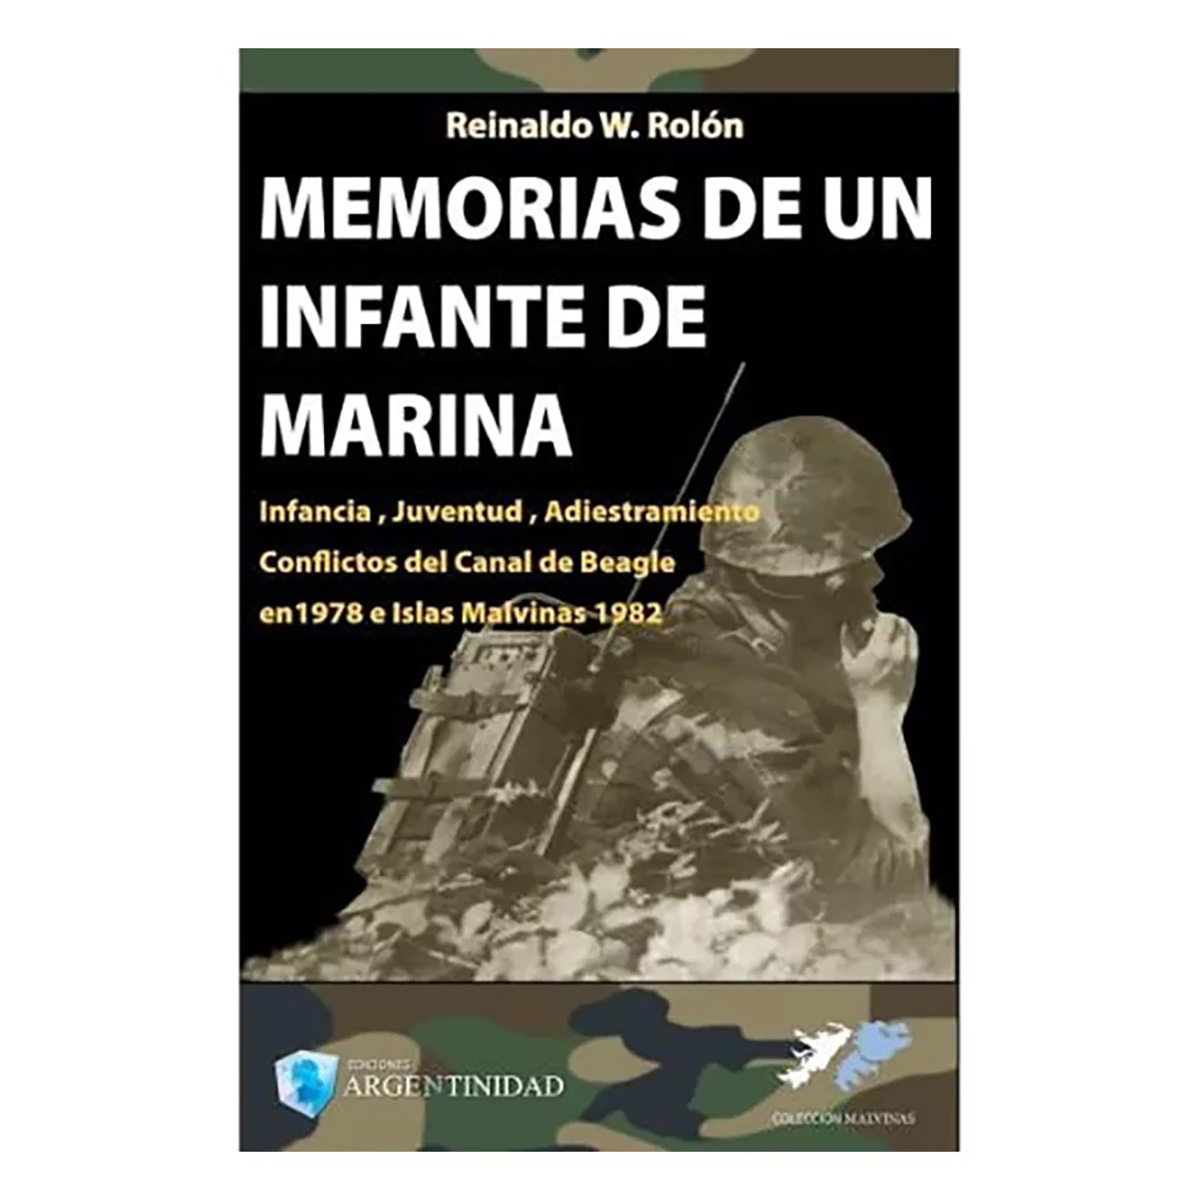 Reinaldo W. Rolón
MEMORIAS DE UN
INFANTE DE
MARINA
Infancia , Juventud , Adiestramiento
Conflictos del Canal de Beagle
en1978 e Islas Malvinas 1982
EDICIONES
ARGENTINIDAD
COLECCIÓN MALVINAS